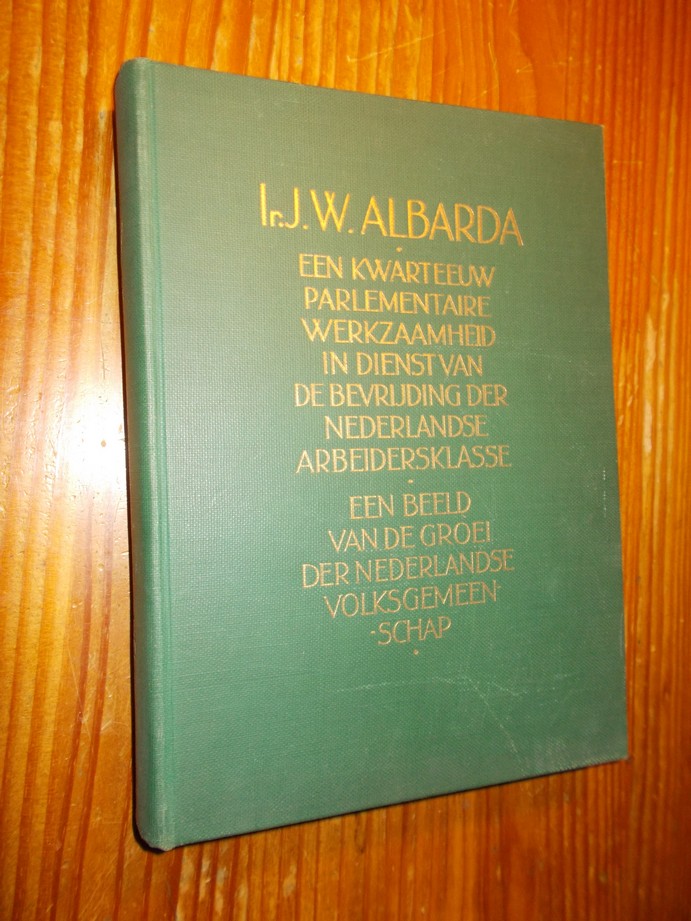 Ir. J.W. ALBARDA
EEN KWARTEEUW
PARLEMENTAIRE
WERKZAAMHEID
IN DIENST VAN
DE BEVRIJDING DER
NEDERLANDSE
ARBEIDERSKLASSE
EEN BEELD
VAN DE GROEI
DER NEDERLANDSE
VOLKSGEMEEN-
-SCHAP